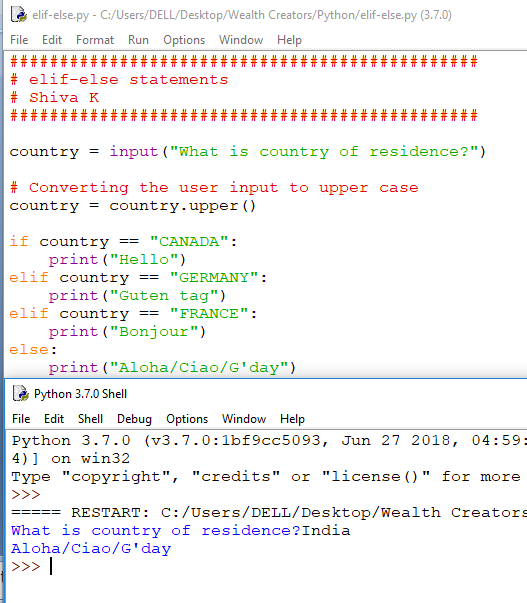 elif-else.py - C:/Users/DELL/Desktop/Wealth Creators/Python/elif-else.py (3.7.0)
File Edit Format Run Options Window Help
###############################################
# elif-else statements
# Shiva K
###############################################
country = input("What is country of residence?")
# Converting the user input to upper case
country = country.upper()
if country == "CANADA":
    print("Hello")
elif country == "GERMANY":
    print("Guten tag")
elif country == "FRANCE":
    print("Bonjour")
else:
    print("Aloha/Ciao/G'day")
Python 3.7.0 Shell
File Edit Shell Debug Options Window Help
Python 3.7.0 (v3.7.0:1bf9cc5093, Jun 27 2018, 04:59:
4)] on win32
Type "copyright", "credits" or "license()" for more
>>>
===== RESTART: C:/Users/DELL/Desktop/Wealth Creators
What is country of residence?India
Aloha/Ciao/G'day
>>>